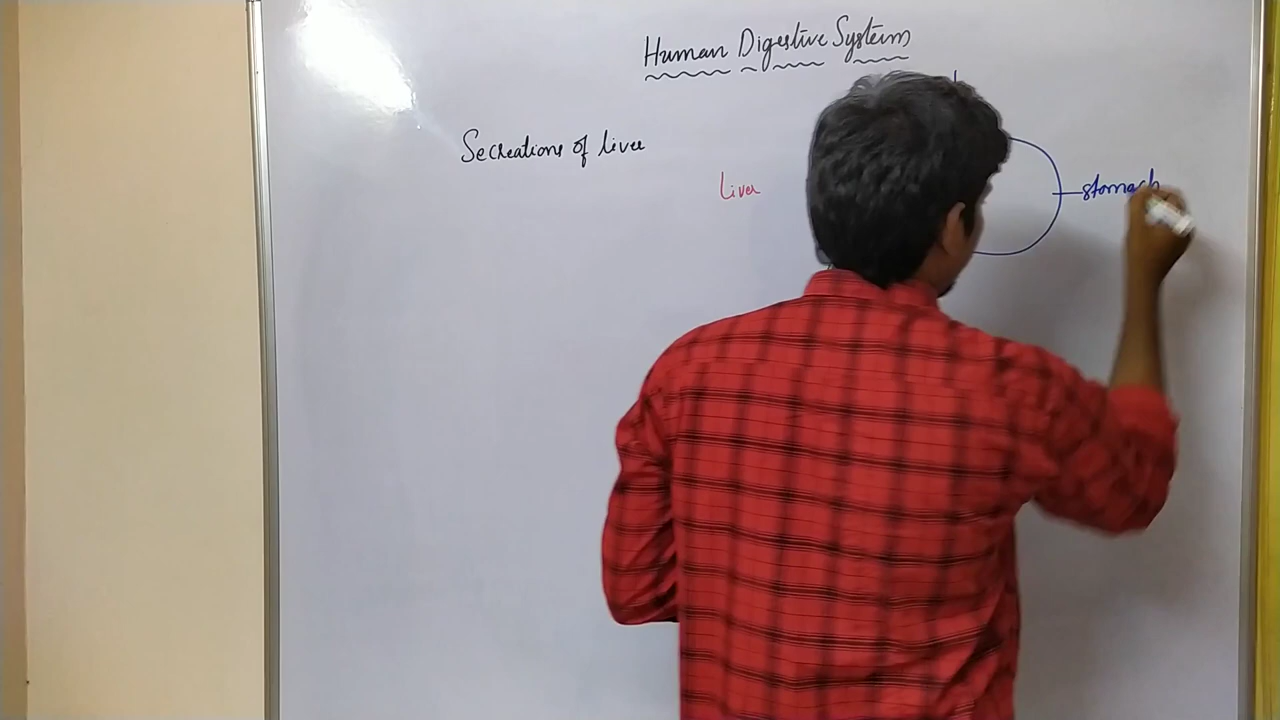 Human Digestive System
Secreations of liver
liver
stomach